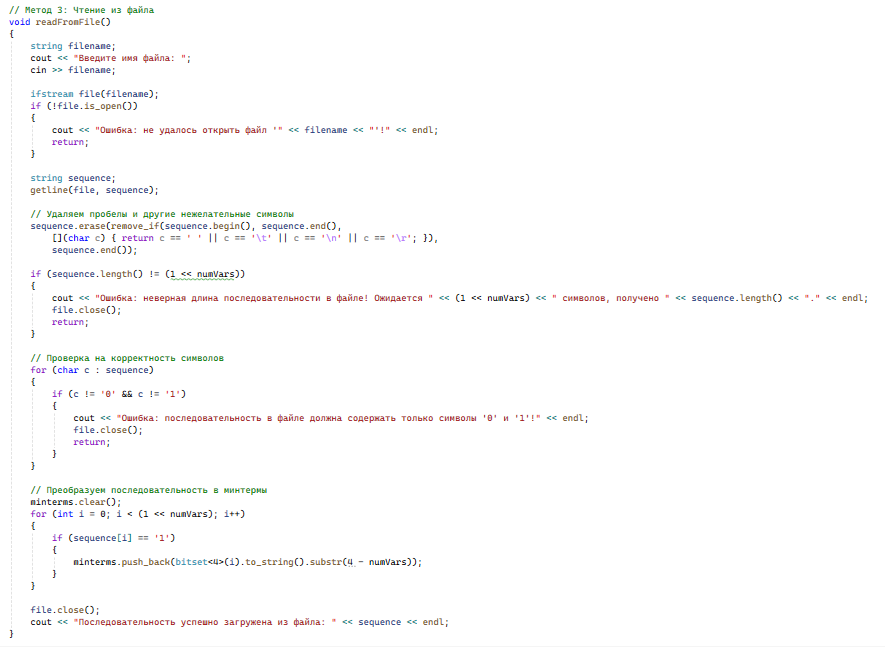 // Метод 3: Чтение из файла
void readFromFile()
{
    string filename;
    cout << "Введите имя файла: ";
    cin >> filename;

    ifstream file(filename);
    if (!file.is_open())
    {
        cout << "Ошибка: не удалось открыть файл '" << filename << "'!" << endl;
        return;
    }

    string sequence;
    getline(file, sequence);

    // Удаляем пробелы и другие нежелательные символы
    sequence.erase(remove_if(sequence.begin(), sequence.end(),
        [](char c) { return c == ' ' || c == '\t' || c == '\n' || c == '\r'; }),
        sequence.end());

    if (sequence.length() != (1 << numVars))
    {
        cout << "Ошибка: неверная длина последовательности в файле! Ожидается " << (1 << numVars) << " символов, получено " << sequence.length() << "." << endl;
        file.close();
        return;
    }

    // Проверка на корректность символов
    for (char c : sequence)
    {
        if (c != '0' && c != '1')
        {
            cout << "Ошибка: последовательность в файле должна содержать только символы '0' и '1'!" << endl;
            file.close();
            return;
        }
    }

    // Преобразуем последовательность в минтермы
    minterms.clear();
    for (int i = 0; i < (1 << numVars); i++)
    {
        if (sequence[i] == '1')
        {
            minterms.push_back(bitset<4>(i).to_string().substr(4 - numVars));
        }
    }

    file.close();
    cout << "Последовательность успешно загружена из файла: " << sequence << endl;
}